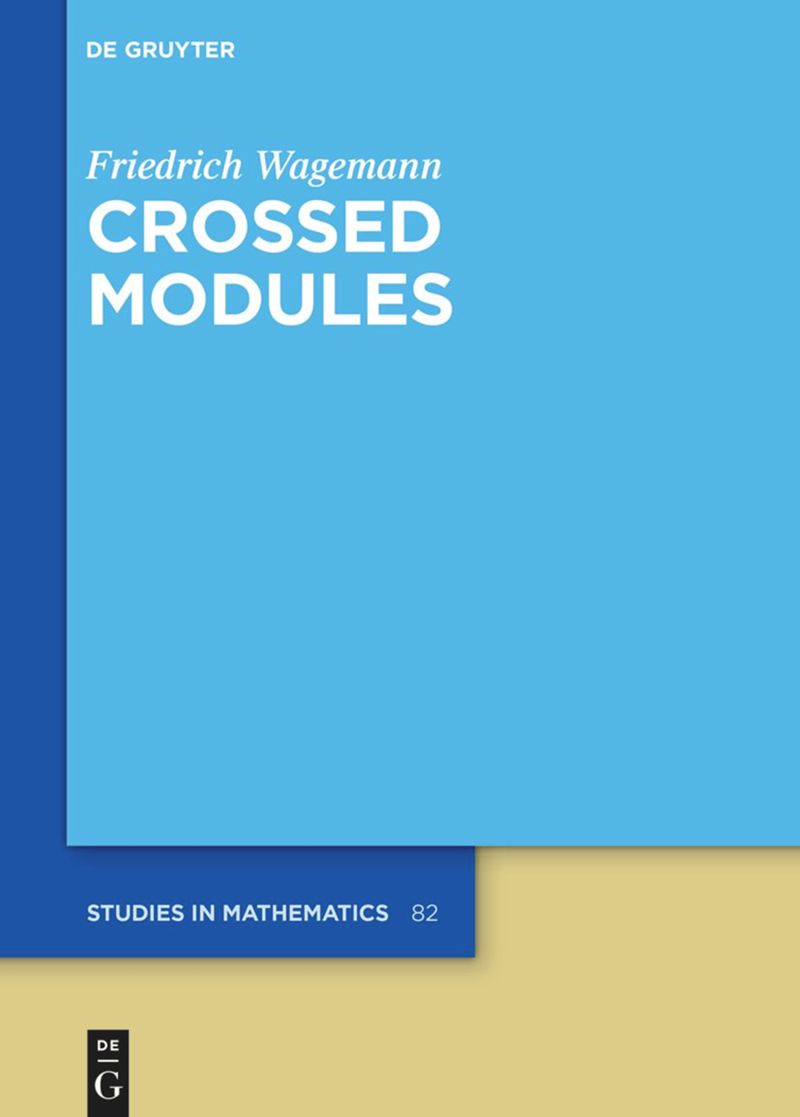 DE GRUYTER
Friedrich Wagemann
CROSSED
MODULES
STUDIES IN MATHEMATICS 82
DE
G